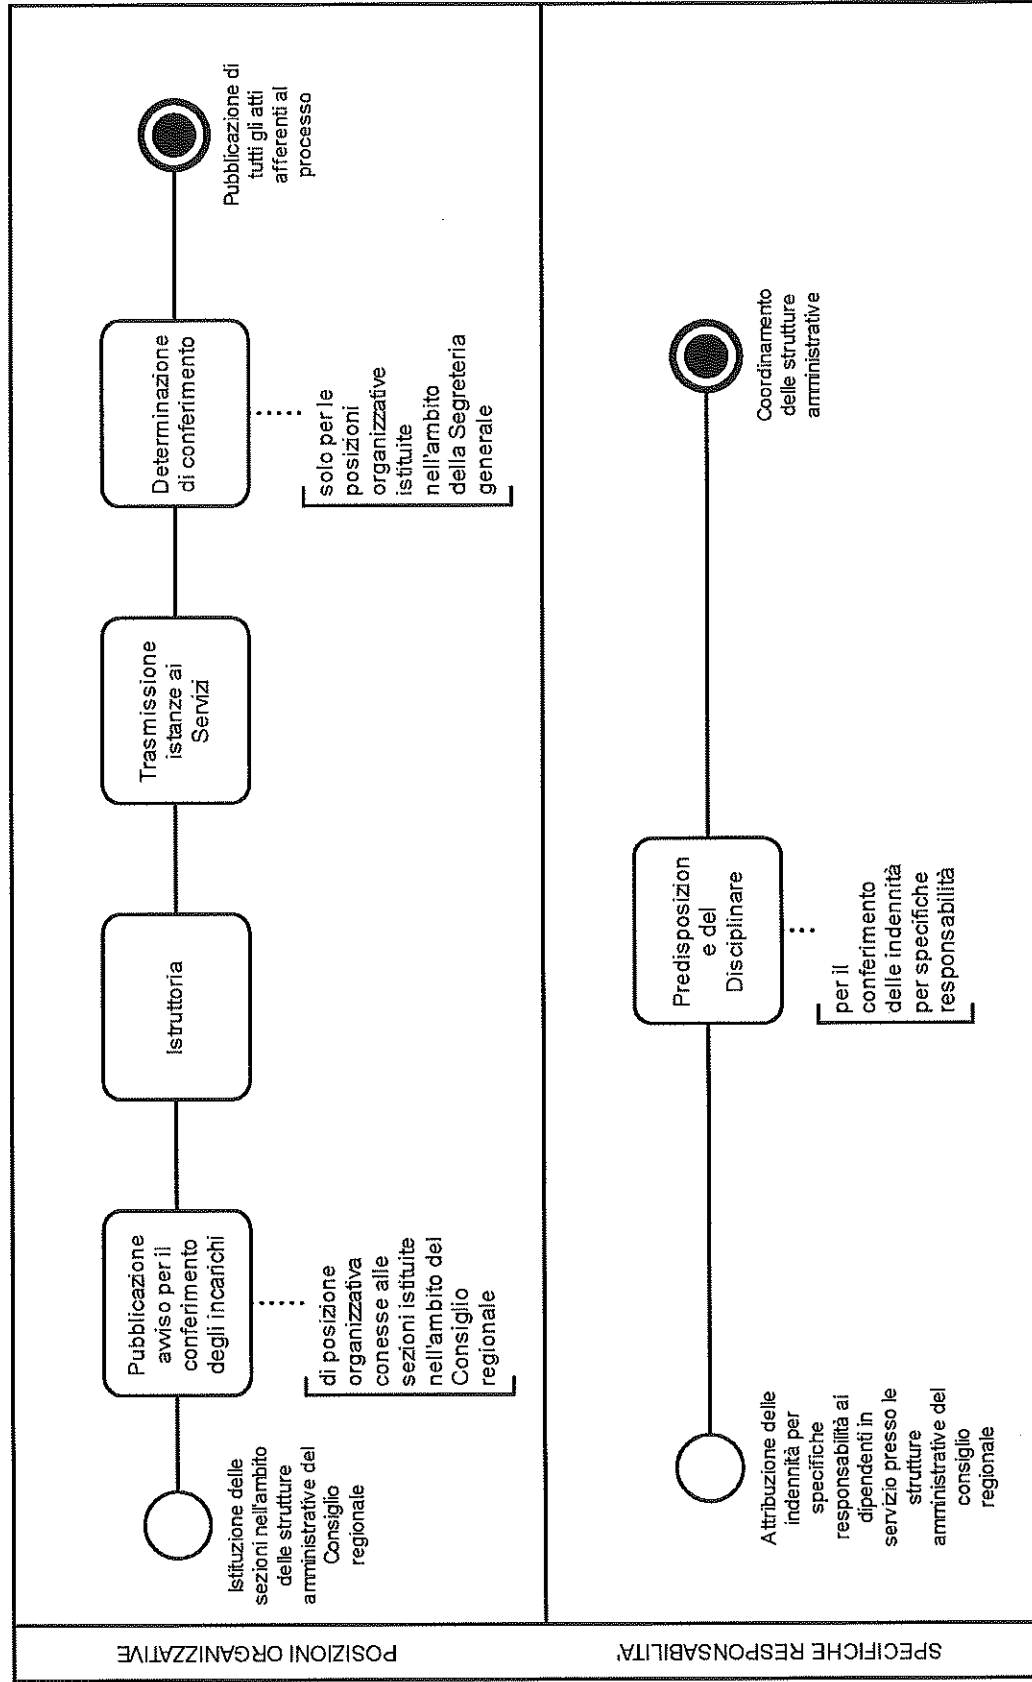 POSIZIONI ORGANIZZATIVE
Istituzione delle
sezioni nell'ambito
delle strutture
amministrative del
Consiglio
regionale
Pubblicazione
avviso per il
conferimento
degli incarichi
di posizione
organizzativa
conesse alle
sezioni istituite
nell'ambito del
Consiglio
regionale
Istruttoria
Trasmissione
istanze ai
Servizi
Determinazione
di conferimento
solo per le
posizioni
organizzative
istituite
nell'ambito
della Segreteria
generale
Pubblicazione di
tutti gli atti
afferenti al
processo
SPECIFICHE RESPONSABILITA'
Attribuzione delle
indennità per
specifiche
responsabilità ai
dipendenti in
servizio presso le
strutture
amministrative del
consiglio
regionale
Predisposizion
e del
Disciplinare
per il
conferimento
delle indennità
per specifiche
responsabilità
Coordinamento
delle strutture
amministrative